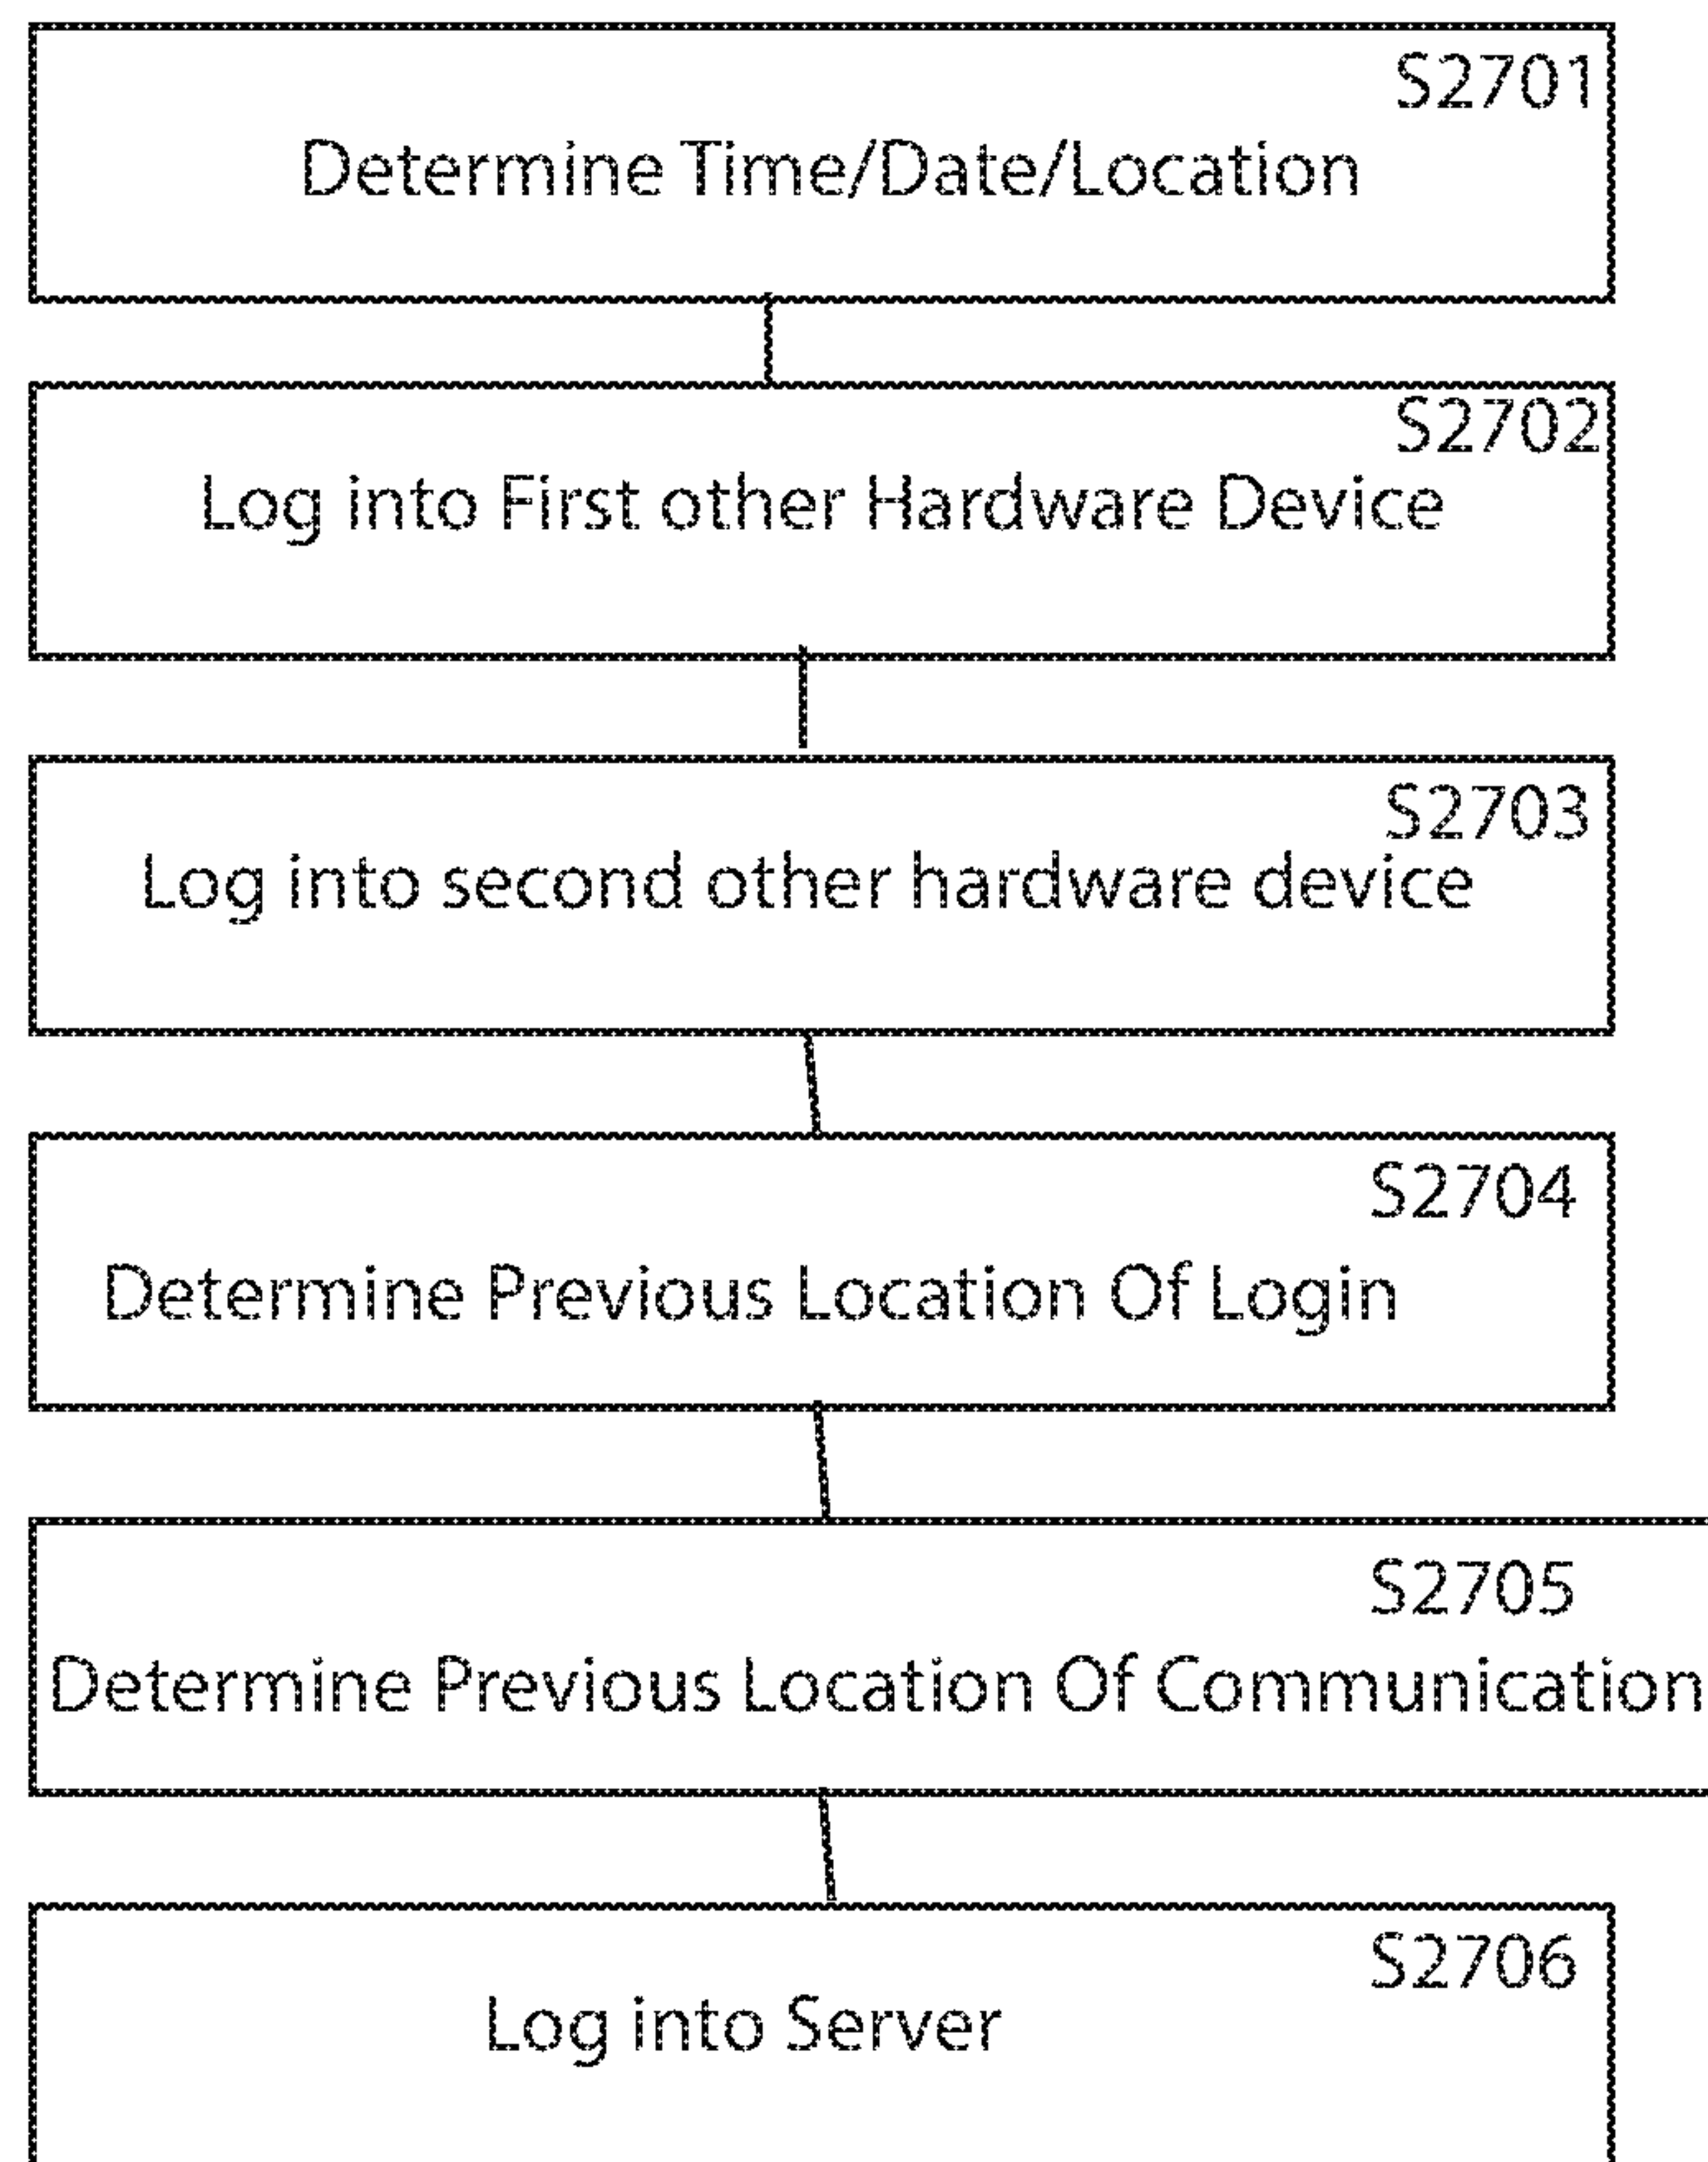 S2701
Determine Time/Date/Location
S2702
Log into First other Hardware Device
S2703
Log into second other hardware device
S2704
Determine Previous Location Of Login
S2705
Determine Previous Location Of Communication
S2706
Log into Server